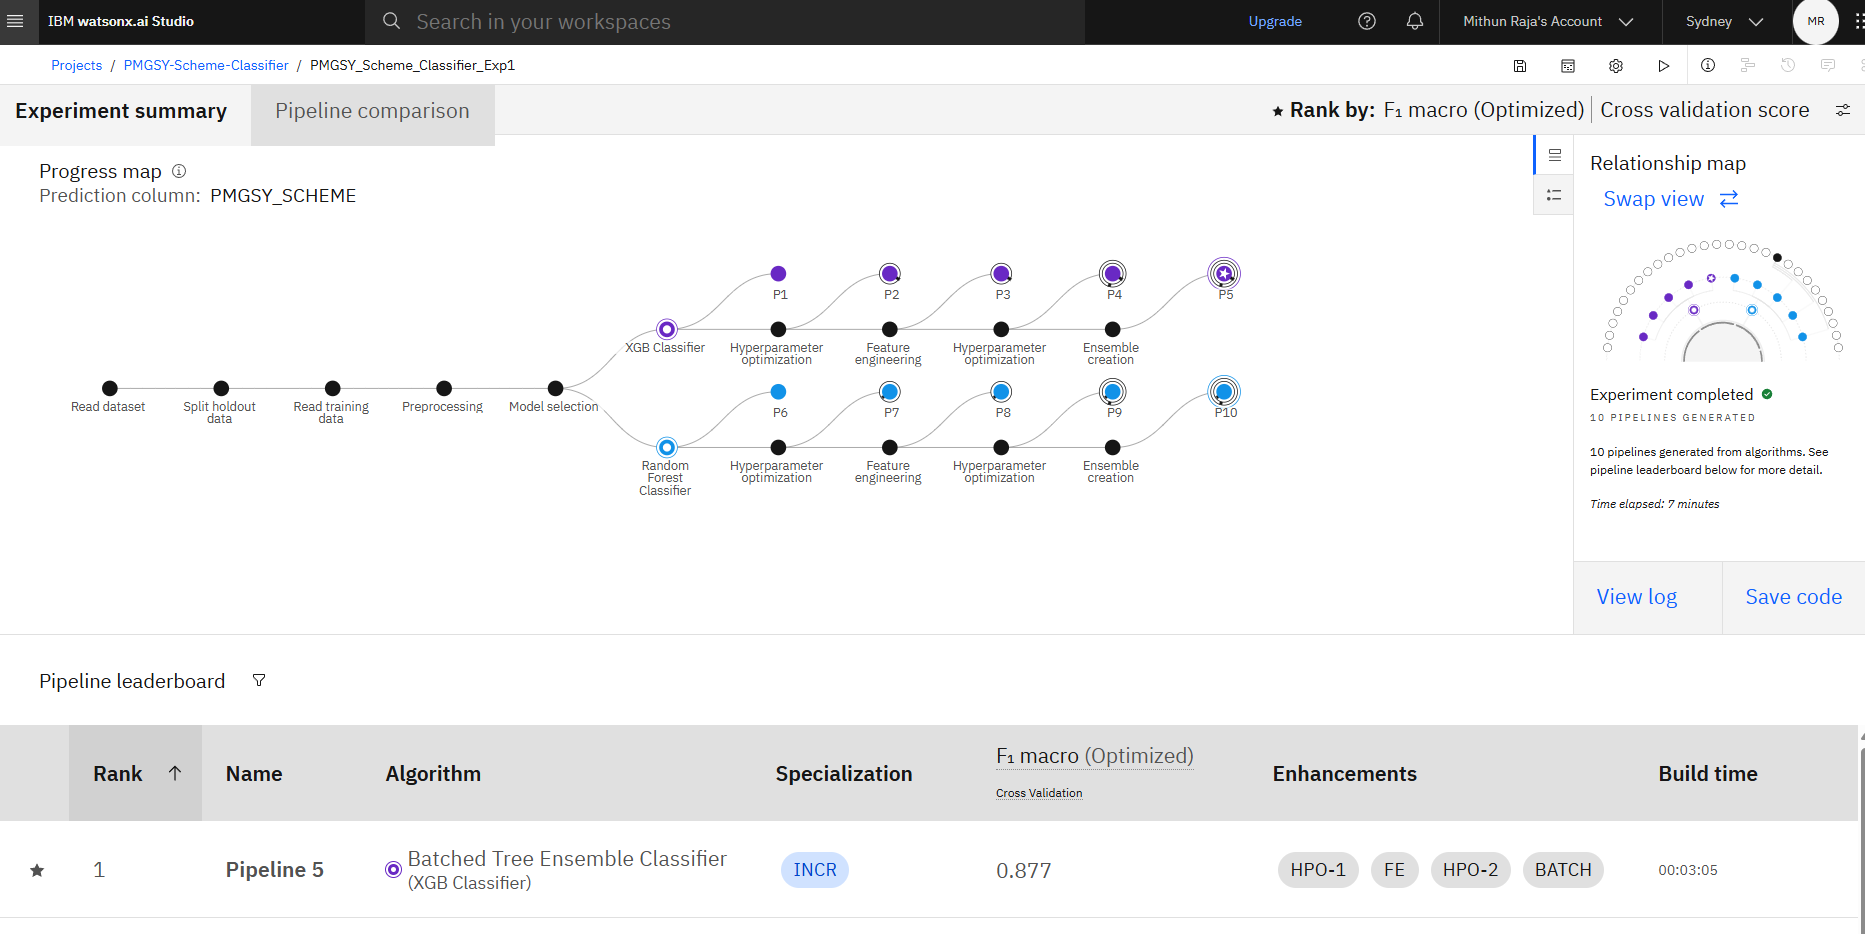 IBM watsonx.ai Studio
Search in your workspaces
Upgrade
Mithun Raja's Account
Sydney
MR
Projects / PMGSY-Scheme-Classifier / PMGSY_Scheme_Classifier_Exp1
Experiment summary
Pipeline comparison
Rank by: F₁ macro (Optimized) | Cross validation score
Progress map
Prediction column: PMGSY_SCHEME
P1
P2
P3
P4
P5
XGB Classifier
Hyperparameter
optimization
Feature
engineering
Hyperparameter
optimization
Ensemble
creation
Read dataset
Split holdout
data
Read training
data
Preprocessing
Model selection
P6
P7
P8
P9
P10
Random
Forest
Classifier
Hyperparameter
optimization
Feature
engineering
Hyperparameter
optimization
Ensemble
creation
Relationship map
Swap view
Experiment completed
10 PIPELINES GENERATED
10 pipelines generated from algorithms. See
pipeline leaderboard below for more detail.
Time elapsed: 7 minutes
View log
Save code
Pipeline leaderboard
Rank
Name
Algorithm
Specialization
F₁ macro (Optimized)
Cross Validation
Enhancements
Build time
1
Pipeline 5
Batched Tree Ensemble Classifier
(XGB Classifier)
INCR
0.877
HPO-1
FE
HPO-2
BATCH
00:03:05